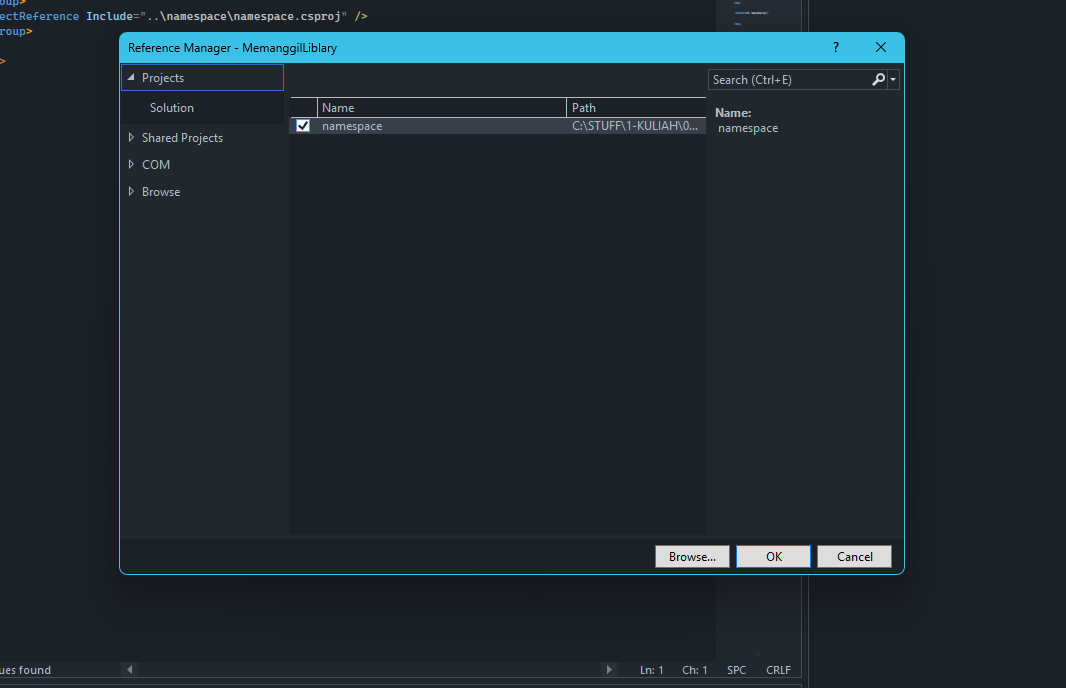 oup>
ectReference Include="..\namespace\namespace.csproj" />
roup>
>
Reference Manager - MemanggilLiblary
?
Projects
Search (Ctrl+E)
Solution
Name
Path
Name:
namespace
C:\STUFF\1-KULIAH\0...
namespace
Shared Projects
COM
Browse
Browse...
OK
Cancel
ues found
Ln: 1
Ch: 1
SPC
CRLF